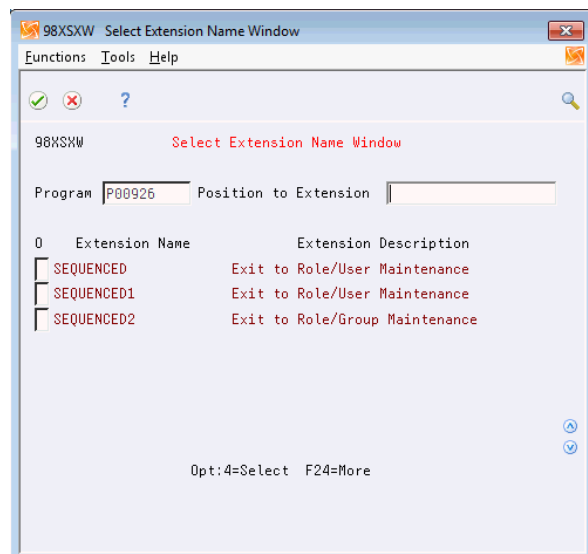 98XSXW Select Extension Name Window
Functions Tools Help
?
98XSXW Select Extension Name Window
Program P00926 Position to Extension
O Extension Name Extension Description
SEQUENCED Exit to Role/User Maintenance
SEQUENCED1 Exit to Role/User Maintenance
SEQUENCED2 Exit to Role/Group Maintenance
Opt:4=Select F24=More